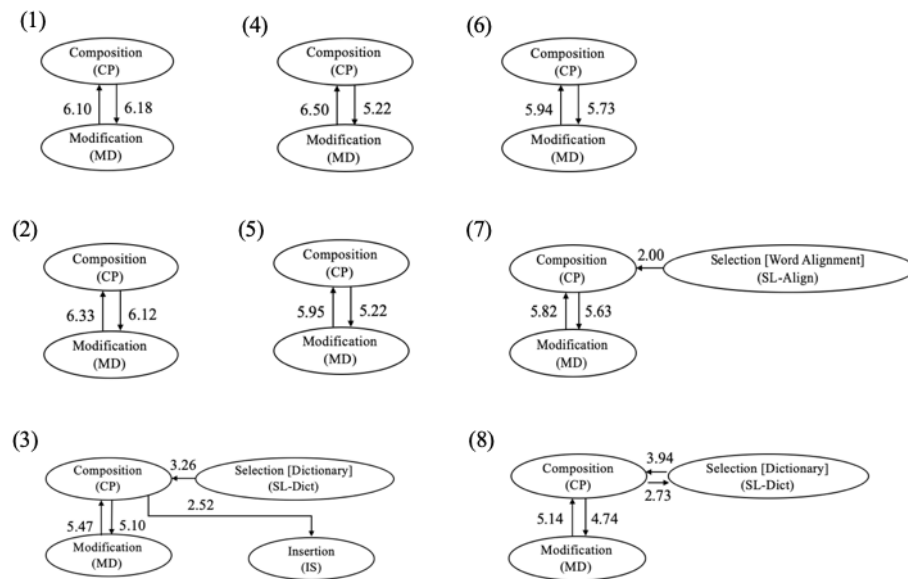 (1)
Composition
(CP)
6.10
6.18
Modification
(MD)
(4)
Composition
(CP)
6.50
5.22
Modification
(MD)
(6)
Composition
(CP)
5.94
5.73
Modification
(MD)
(2)
Composition
(CP)
6.33
6.12
Modification
(MD)
(5)
Composition
(CP)
5.95
5.22
Modification
(MD)
(7)
Composition
(CP)
2.00
Selection [Word Alignment]
(SL-Align)
5.82
5.63
Modification
(MD)
(3)
Composition
(CP)
3.26
Selection [Dictionary]
(SL-Dict)
2.52
5.47
5.10
Modification
(MD)
Insertion
(IS)
(8)
Composition
(CP)
3.94
2.73
Selection [Dictionary]
(SL-Dict)
5.14
4.74
Modification
(MD)